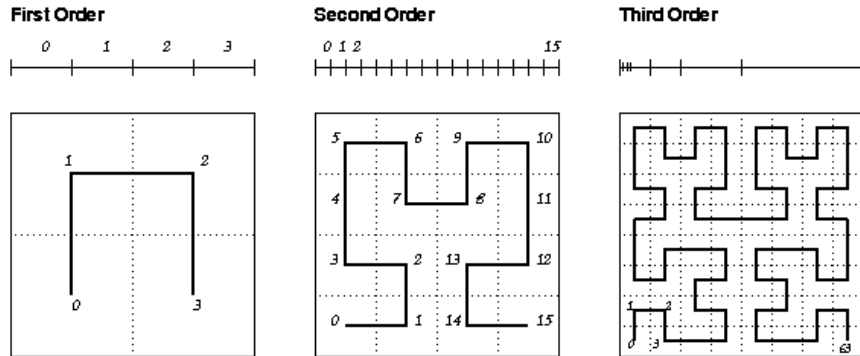 First Order Second Order Third Order
0 1 2 3 0 1 2 15
1 2 5 6 9 10
4 7 8 11
3 2 13 12 1 2
0 3 0 1 14 15 0 3 63